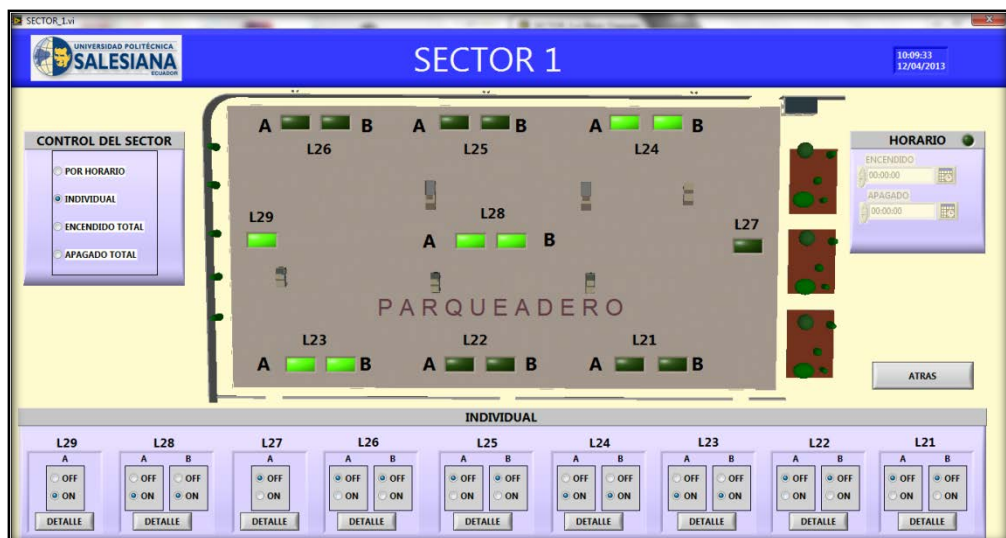 SECTOR_1.vi
UNIVERSIDAD POLITÉCNICA
SALESIANA
ECUADOR
SECTOR 1
10:09:33
12/04/2013
CONTROL DEL SECTOR
POR HORARIO
INDIVIDUAL
ENCENDIDO TOTAL
APAGADO TOTAL
A B A B A B
L26 L25 L24
L29 L28 L27
A B
PARQUEADERO
L23 L22 L21
A B A B A B
HORARIO
ENCENDIDO
00:00:00
APAGADO
00:00:00
ATRAS
INDIVIDUAL
L29 L28 L27 L26 L25 L24 L23 L22 L21
A A B A A B A B A B A B A B A B
OFF OFF OFF OFF OFF OFF OFF OFF OFF OFF OFF OFF OFF OFF OFF OFF
ON ON ON ON ON ON ON ON ON ON ON ON ON ON ON ON
DETALLE DETALLE DETALLE DETALLE DETALLE DETALLE DETALLE DETALLE DETALLE